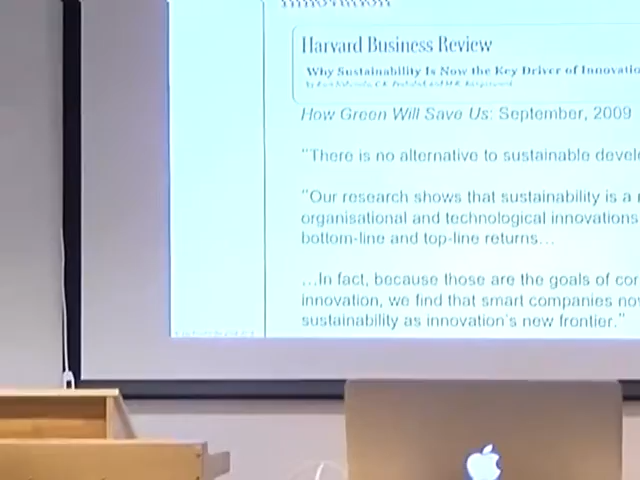 Harvard Business Review
Why Sustainability Is Now the Key Driver of Innovatio
How Green Will Save Us: September, 2009
“There is no alternative to sustainable devel
“Our research shows that sustainability is a
organisational and technological innovations
bottom-line and top-line returns…
…In fact, because those are the goals of cor
innovation, we find that smart companies no
sustainability as innovation's new frontier.”